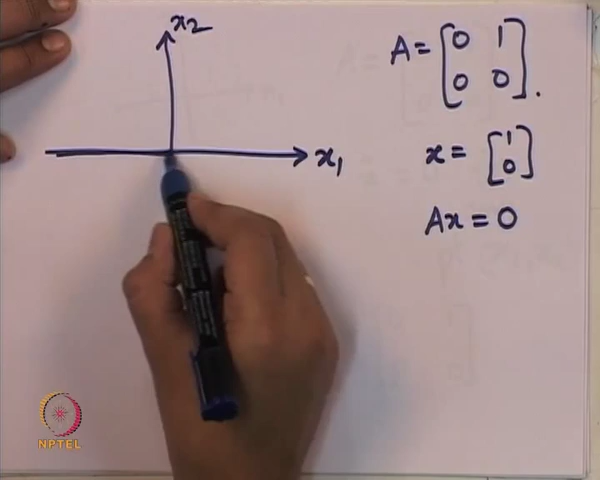 x₂
x₁
A = [0 1
0 0].
x = [1
0]
Ax = 0
NPTEL